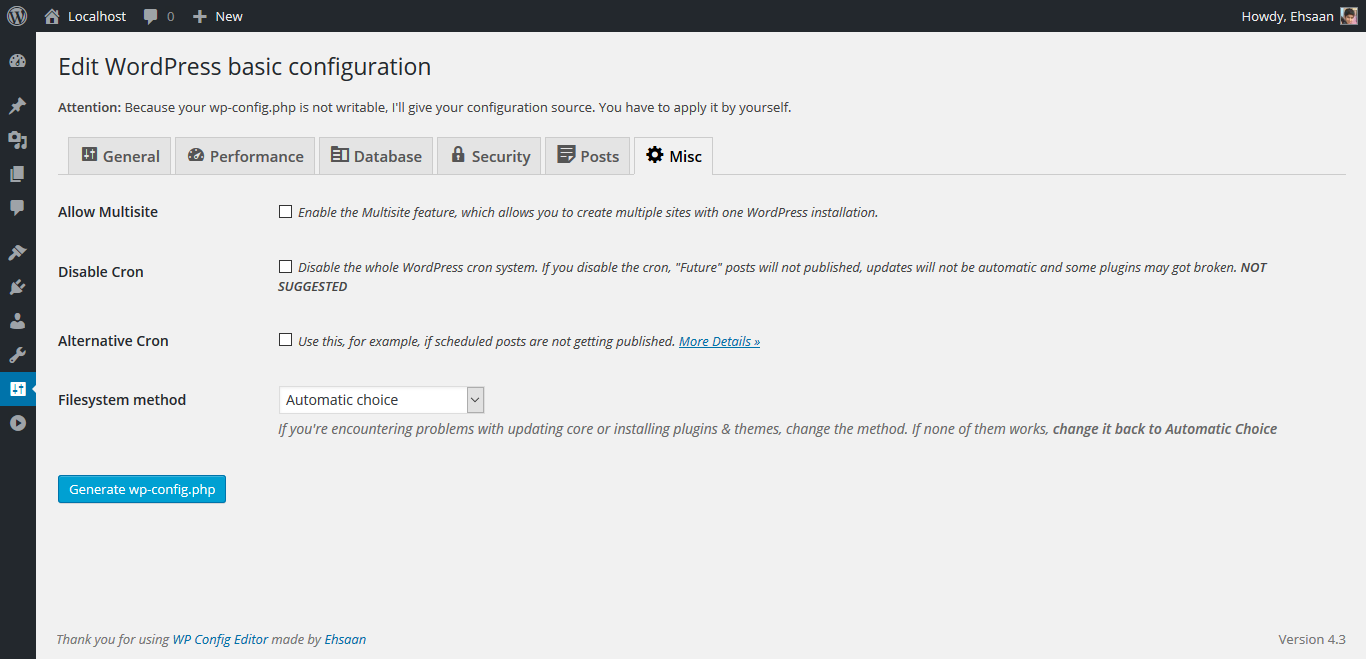 Localhost 0 New Howdy, Ehsaan
Edit WordPress basic configuration
Attention: Because your wp-config.php is not writable, I'll give your configuration source. You have to apply it by yourself.
General Performance Database Security Posts Misc
Allow Multisite Enable the Multisite feature, which allows you to create multiple sites with one WordPress installation.
Disable Cron Disable the whole WordPress cron system. If you disable the cron, "Future" posts will not published, updates will not be automatic and some plugins may got broken. NOT
SUGGESTED
Alternative Cron Use this, for example, if scheduled posts are not getting published. More Details »
Filesystem method Automatic choice
If you're encountering problems with updating core or installing plugins & themes, change the method. If none of them works, change it back to Automatic Choice
Generate wp-config.php
Thank you for using WP Config Editor made by Ehsaan Version 4.3